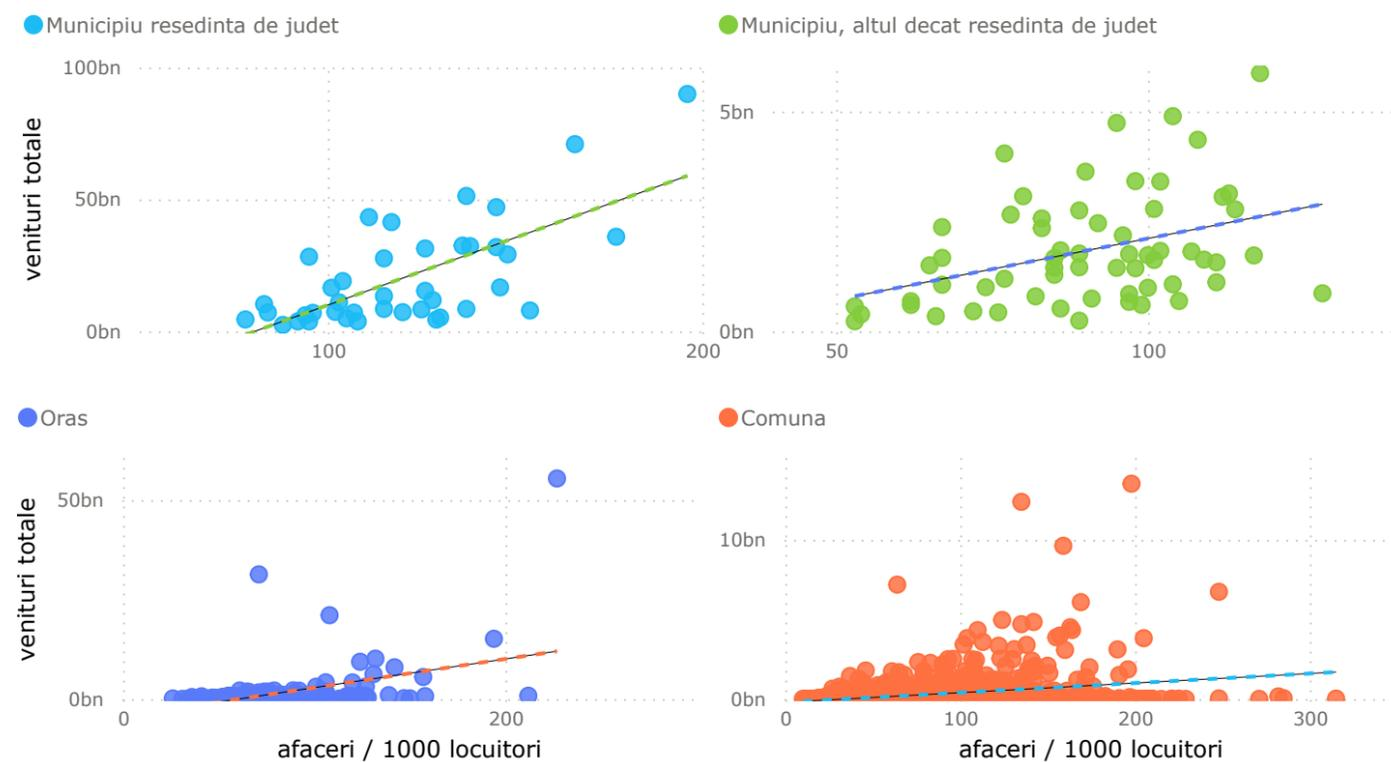 Municipiu resedinta de judet
100bn
50bn
0bn
100
200
venituri totale
Municipiu, altul decat resedinta de judet
5bn
0bn
50
100
Oras
50bn
0bn
0
200
venituri totale
afaceri / 1000 locuitori
Comuna
10bn
0bn
0
100
200
300
afaceri / 1000 locuitori